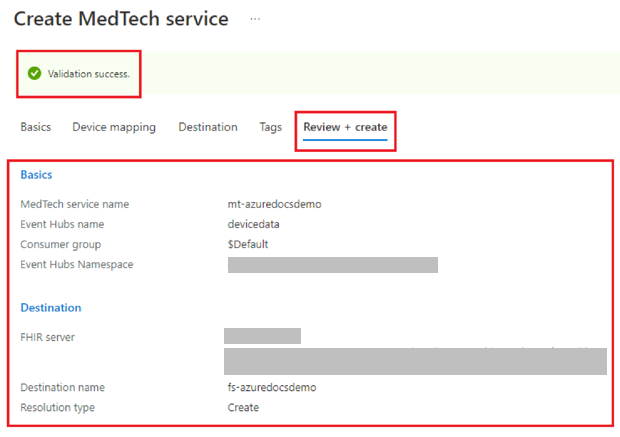 Create MedTech service ...
Validation success.
Basics Device mapping Destination Tags Review + create
Basics
MedTech service name mt-azuredocsdemo
Event Hubs name devicedata
Consumer group $Default
Event Hubs Namespace
Destination
FHIR server
Destination name fs-azuredocsdemo
Resolution type Create